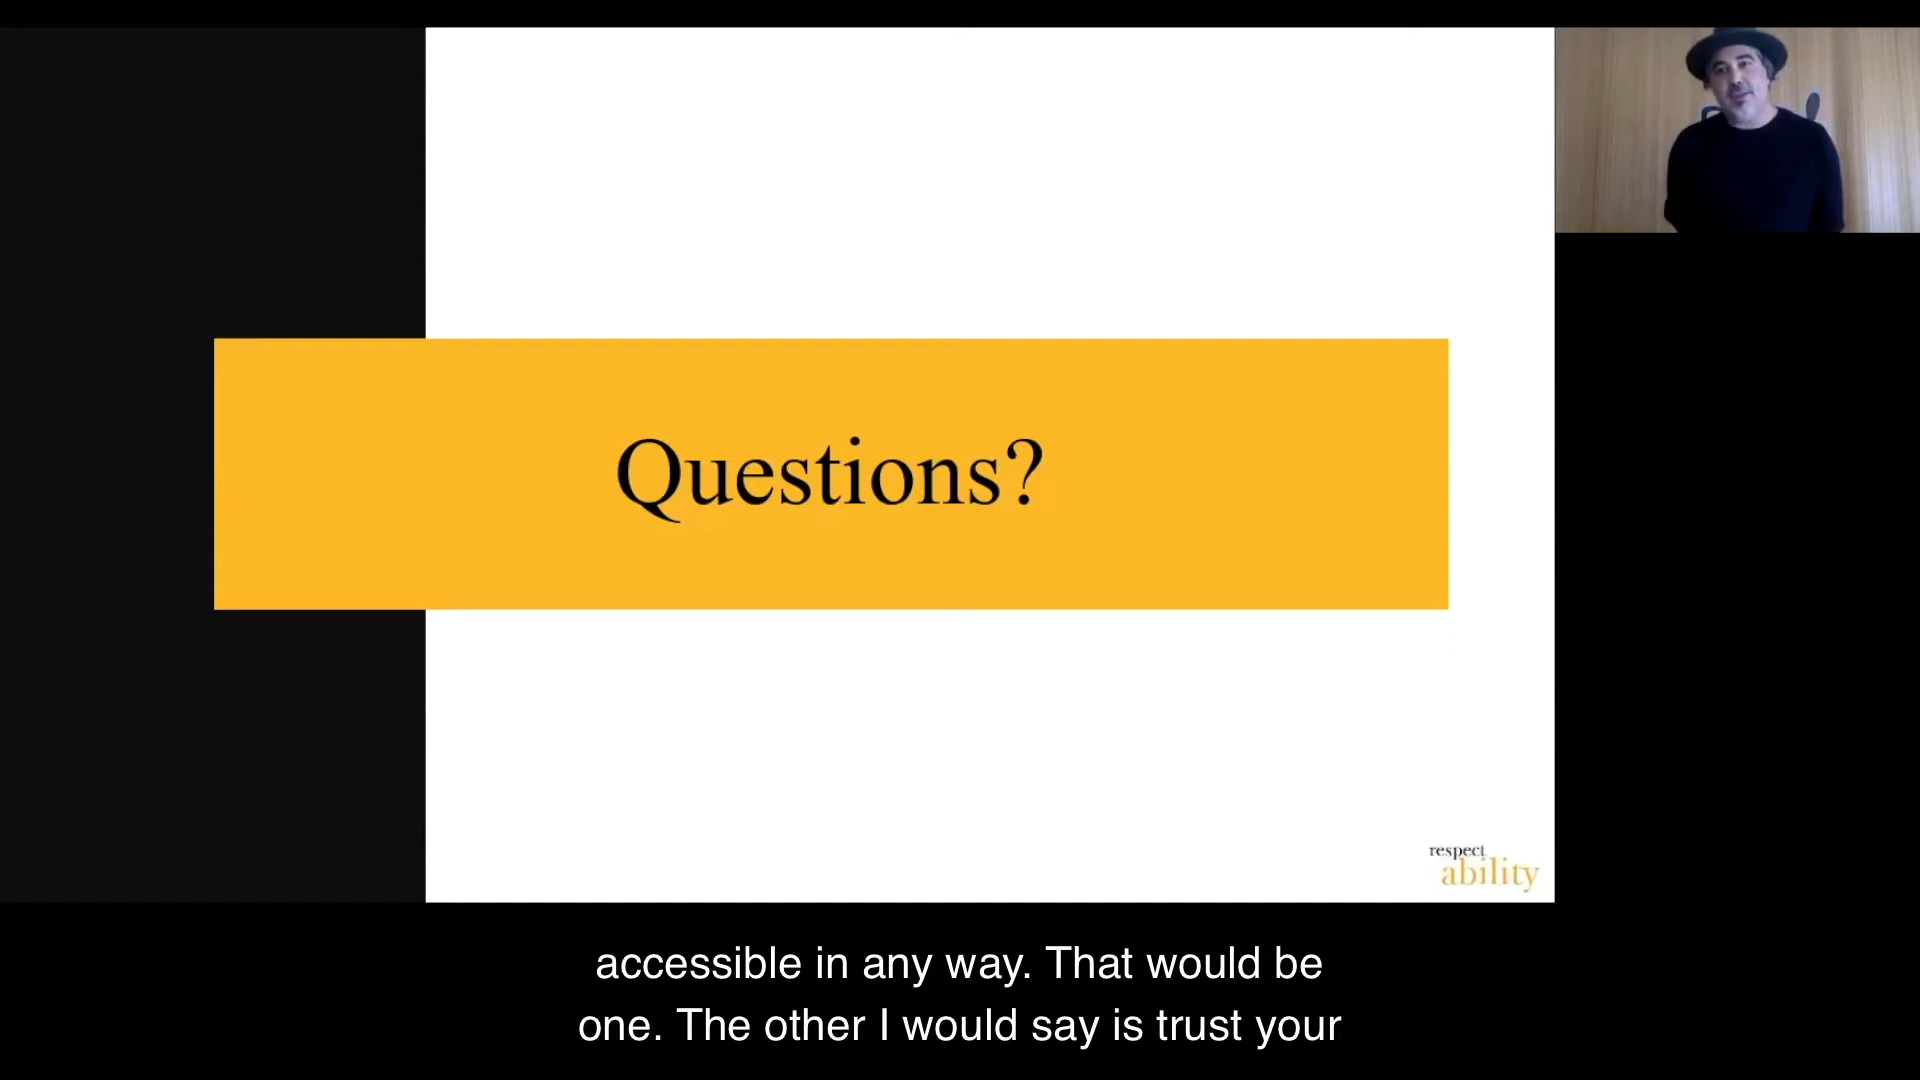 Questions?
respect
ability
accessible in any way. That would be
one. The other I would say is trust your